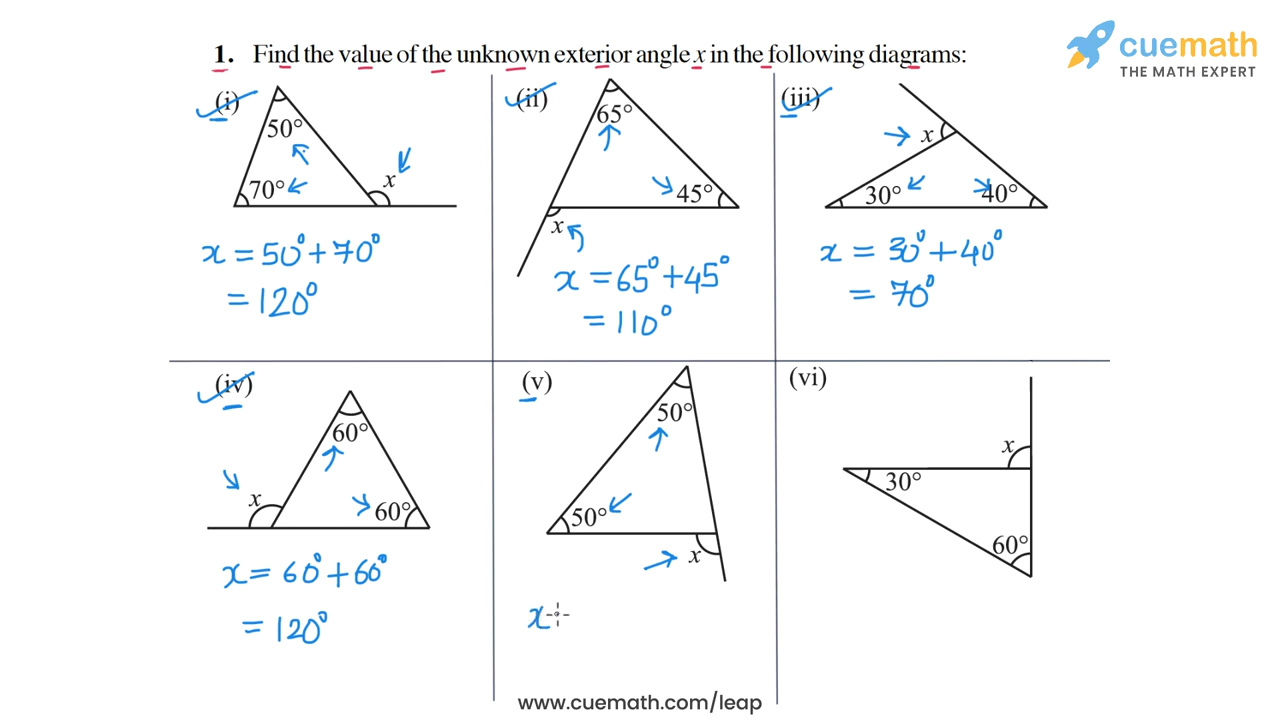 1. Find the value of the unknown exterior angle x in the following diagrams:
cuemath
THE MATH EXPERT
(i)
50°
70°
x
x = 50° + 70°
= 120°
(ii)
65°
45°
x
x = 65° + 45°
= 110°
(iii)
x
30°
40°
x = 30° + 40°
= 70°
(iv)
60°
x
60°
x = 60° + 60°
= 120°
(v)
50°
50°
x
x
(vi)
x
30°
60°
www.cuemath.com/leap